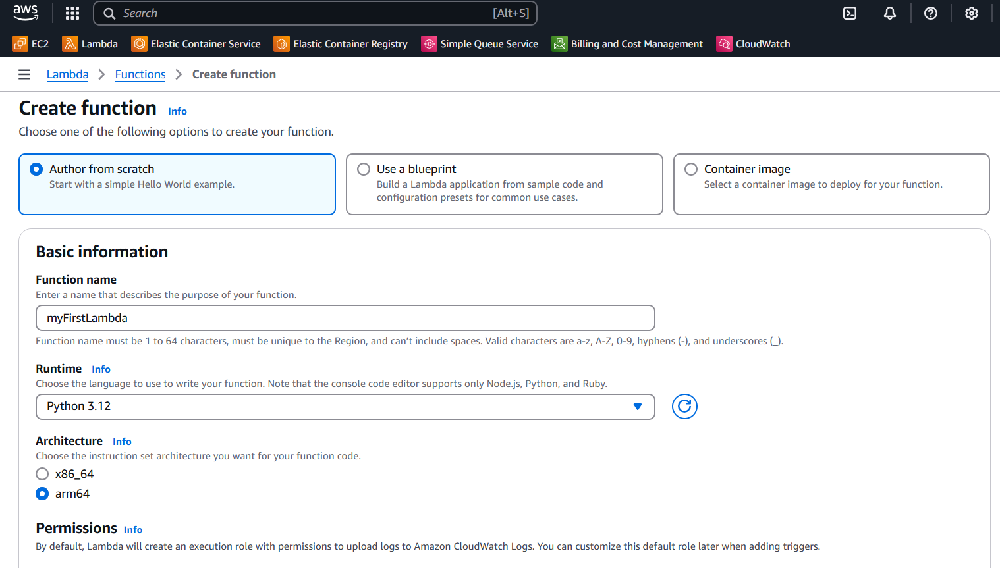 aws
Search [Alt+S]
EC2 Lambda Elastic Container Service Elastic Container Registry Simple Queue Service Billing and Cost Management CloudWatch
Lambda Functions Create function
Create function Info
Choose one of the following options to create your function.
Author from scratch
Start with a simple Hello World example.
Use a blueprint
Build a Lambda application from sample code and
configuration presets for common use cases.
Container image
Select a container image to deploy for your function.
Basic information
Function name
Enter a name that describes the purpose of your function.
myFirstLambda
Function name must be 1 to 64 characters, must be unique to the Region, and can’t include spaces. Valid characters are a-z, A-Z, 0-9, hyphens (-), and underscores (_).
Runtime Info
Choose the language to use to write your function. Note that the console code editor supports only Node.js, Python, and Ruby.
Python 3.12
Architecture Info
Choose the instruction set architecture you want for your function code.
x86_64
arm64
Permissions Info
By default, Lambda will create an execution role with permissions to upload logs to Amazon CloudWatch Logs. You can customize this default role later when adding triggers.